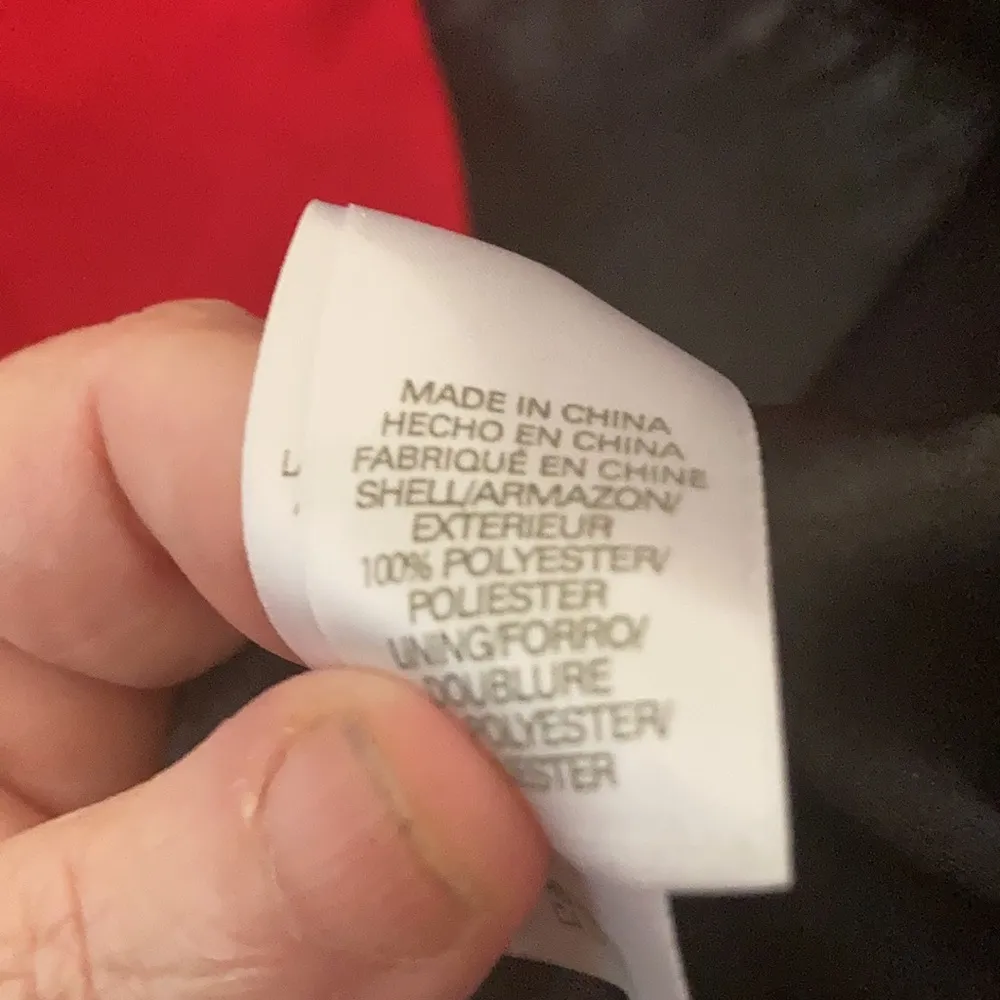 MADE IN CHINA
HECHO EN CHINA
FABRIQUÉ EN CHINE
SHELL/ARMAZON/
EXTERIEUR
100% POLYESTER/
POLIESTER
LINING/FORRO/
DOUBLURE